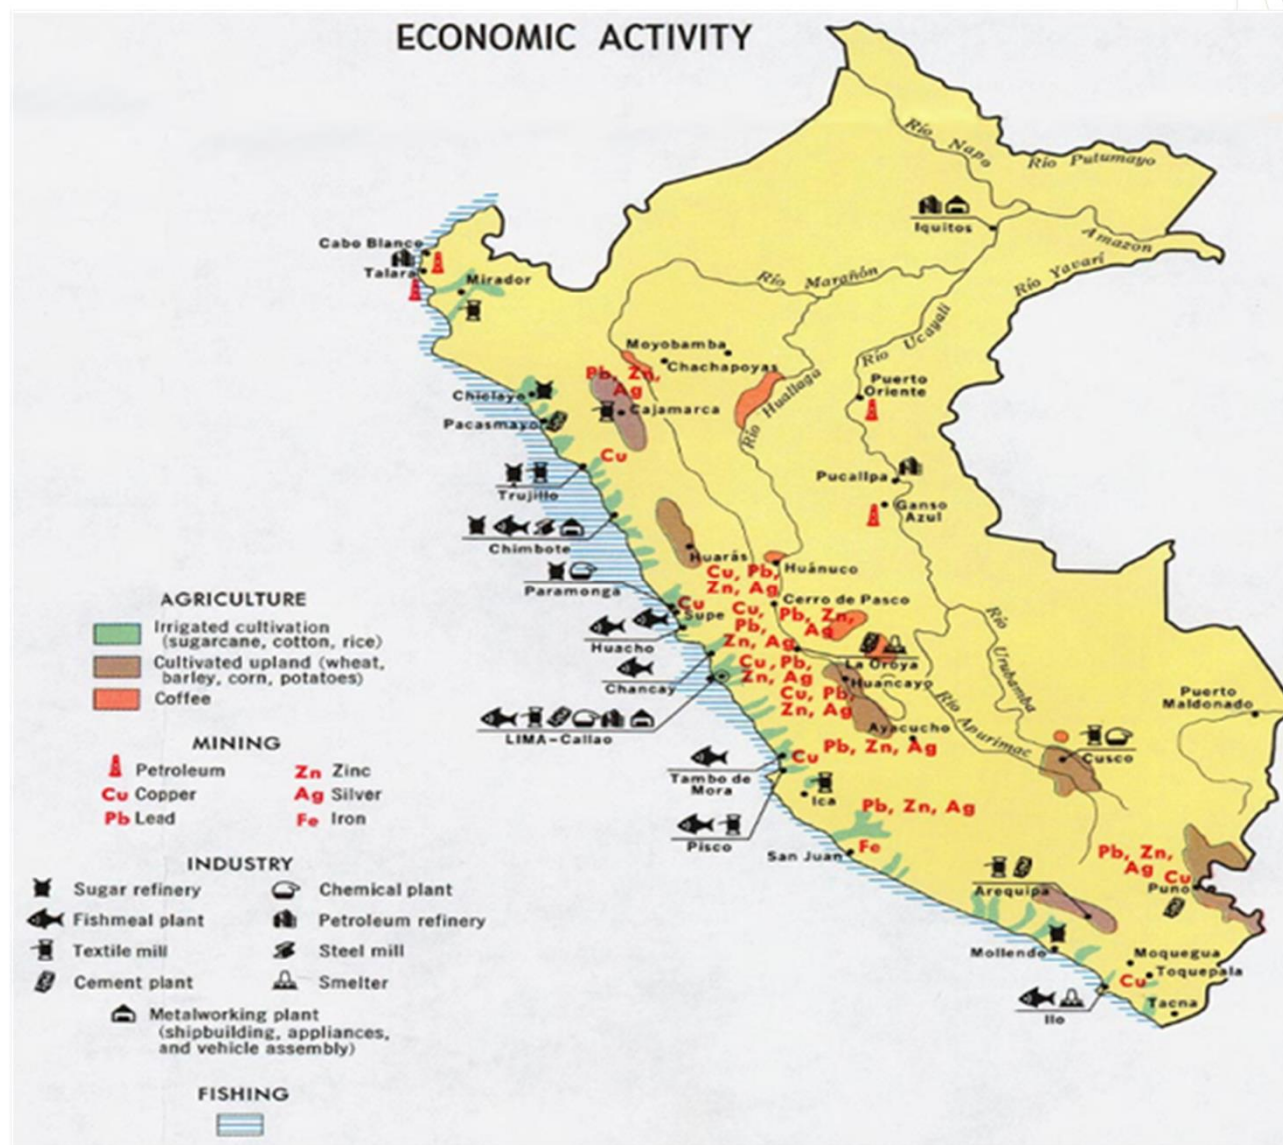 ECONOMIC ACTIVITY
Río Napo
Río Putumayo
Iquitos
Amazon
Río Yavarí
Cabo Blanco
Talara
Mirador
Río Marañón
Río Ucayali
Moyobamba
Chachapoyas
Río Huallaga
Puerto
Oriente
Pb, Zn,
Ag
Chiclayo
Cajamarca
Pacasmayo
Cu
Pucallpa
Trujillo
Ganso
Azul
Chimbote
Huarás
Huánuco
Cu, Pb,
Zn, Ag
Paramonga
Cerro de Pasco
Cu
Supe
Cu,
Pb,
Zn, Ag
Pb, Zn,
Ag
Río Urubamba
Huacho
La Oroya
Cu, Pb,
Zn, Ag
Chancay
Huancayo
Cu, Pb,
Zn, Ag
Río Apurimac
Puerto
Maldonado
LIMA-Callao
Ayacucho
Cu
Pb, Zn, Ag
Cusco
Tambo de
Mora
Ica
Pb, Zn, Ag
Pisco
San Juan
Fe
Pb, Zn,
Ag
Cu
Puno
Arequipa
Mollendo
Moquegua
Toquepala
Cu
Tacna
Ilo
AGRICULTURE
Irrigated cultivation
(sugarcane, cotton, rice)
Cultivated upland (wheat,
barley, corn, potatoes)
Coffee
MINING
Petroleum
Zn Zinc
Cu Copper
Ag Silver
Pb Lead
Fe Iron
INDUSTRY
Sugar refinery
Chemical plant
Fishmeal plant
Petroleum refinery
Textile mill
Steel mill
Cement plant
Smelter
Metalworking plant
(shipbuilding, appliances,
and vehicle assembly)
FISHING